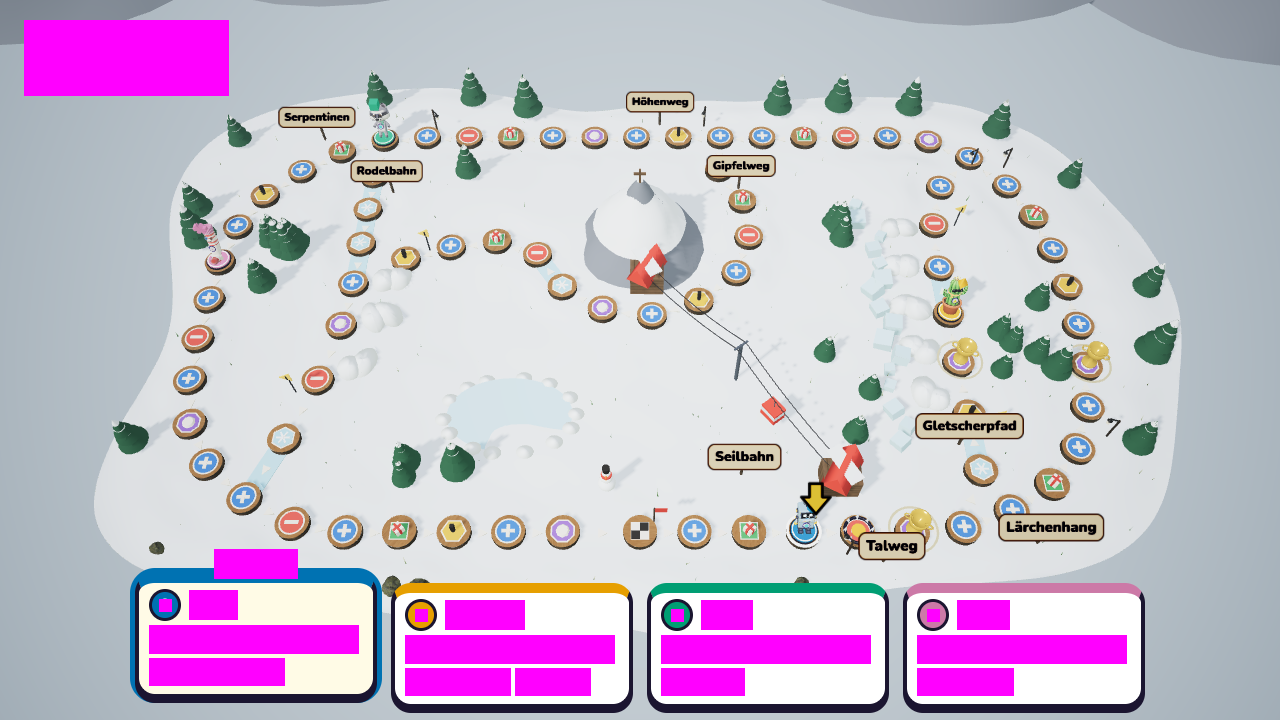 Höhenweg
Serpentinen
Gipfelweg
Rodelbahn
Gletscherpfad
Seilbahn
Lärchenhang
Talweg